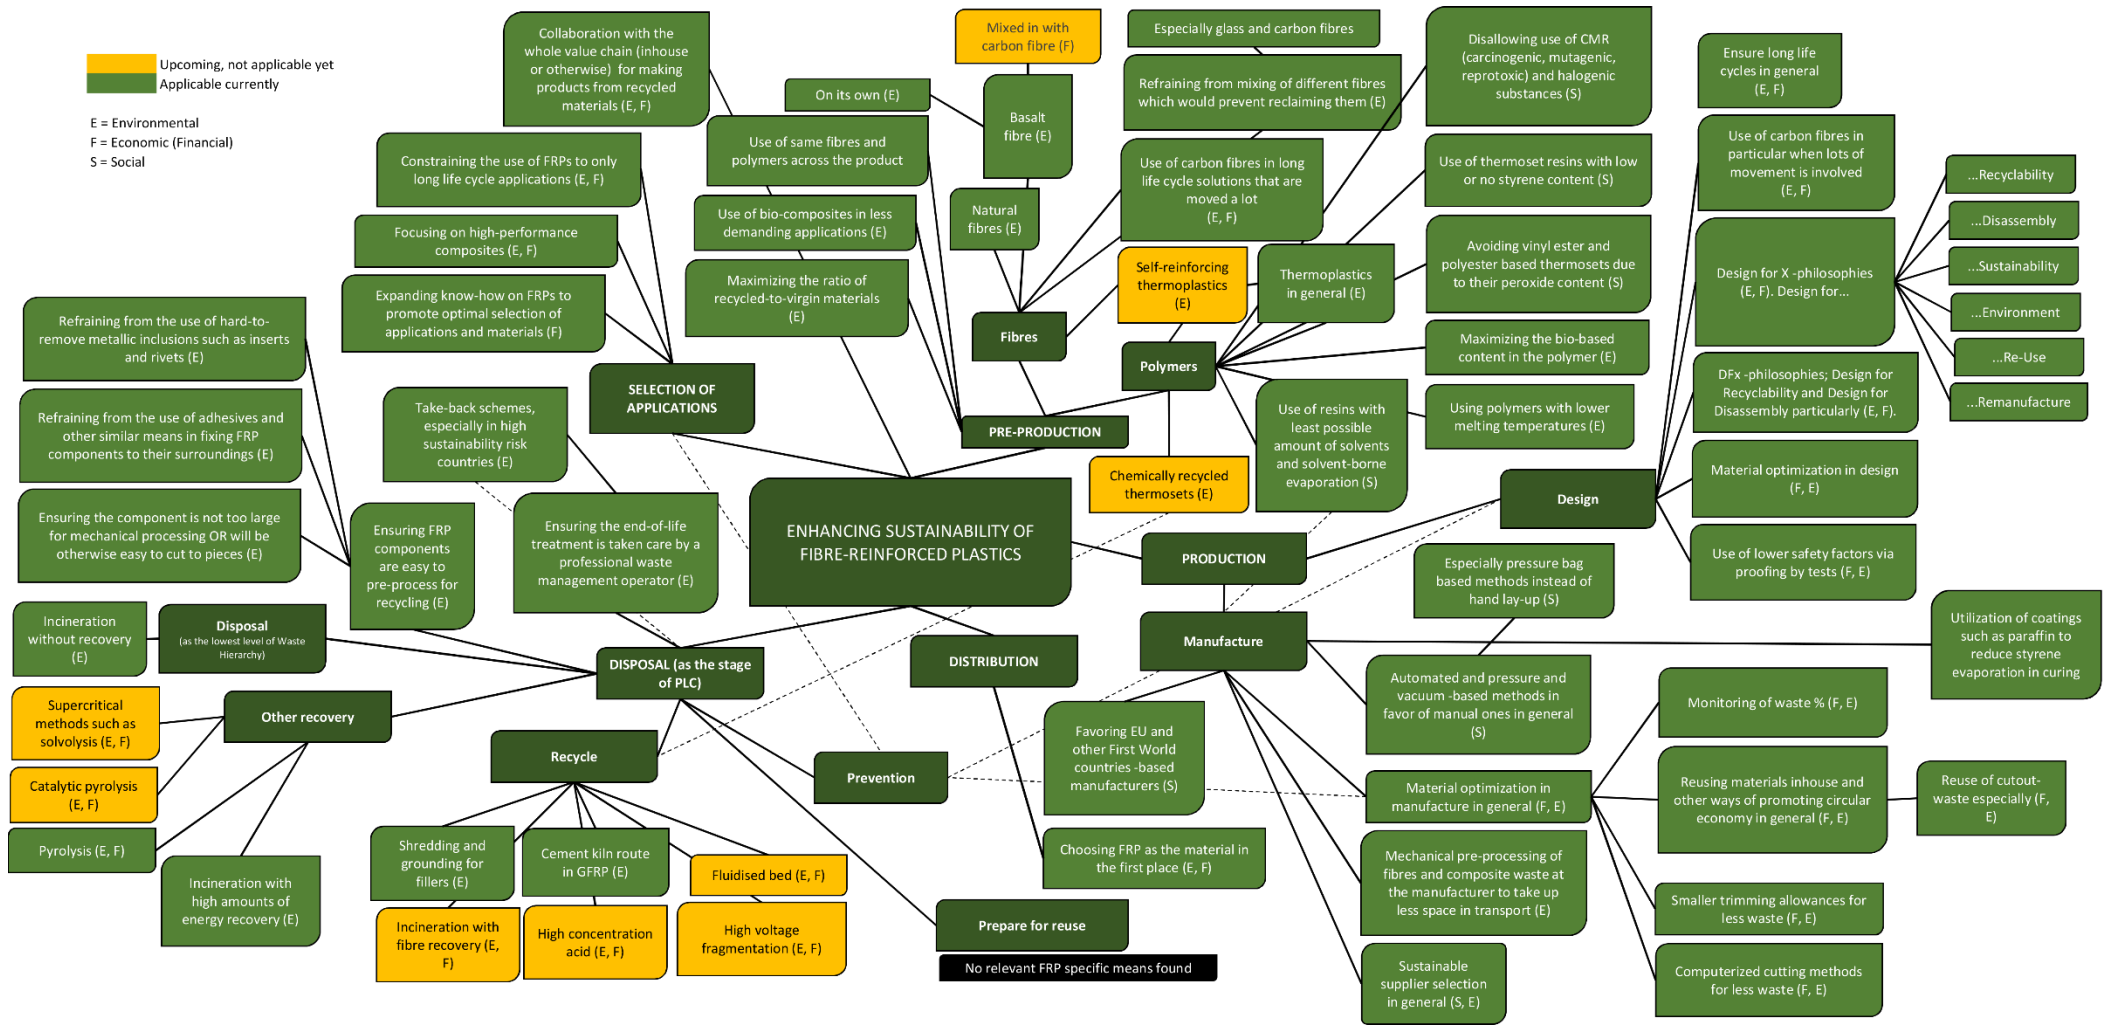 Upcoming, not applicable yet
Applicable currently
E = Environmental
F = Economic (Financial)
S = Social
Collaboration with the
whole value chain (inhouse
or otherwise) for making
products from recycled
materials (E, F)
Constraining the use of FRPs to only
long life cycle applications (E, F)
Focusing on high-performance
composites (E, F)
Expanding know-how on FRPs to
promote optimal selection of
applications and materials (F)
SELECTION OF
APPLICATIONS
On its own (E)
Use of same fibres and
polymers across the product
Use of bio-composites in less
demanding applications (E)
Maximizing the ratio of
recycled-to-virgin materials
(E)
Mixed in with
carbon fibre (F)
Basalt
fibre (E)
Natural
fibres (E)
Fibres
Especially glass and carbon fibres
Refraining from mixing of different fibres
which would prevent reclaiming them (E)
Use of carbon fibres in long
life cycle solutions that are
moved a lot
(E, F)
Self-reinforcing
thermoplastics
(E)
Thermoplastics
in general (E)
Polymers
PRE-PRODUCTION
Chemically recycled
thermosets (E)
Use of resins with
least possible
amount of solvents
and solvent-borne
evaporation (S)
Disallowing use of CMR
(carcinogenic, mutagenic,
reprotoxic) and halogenic
substances (S)
Use of thermoset resins with low
or no styrene content (S)
Avoiding vinyl ester and
polyester based thermosets due
to their peroxide content (S)
Maximizing the bio-based
content in the polymer (E)
Using polymers with lower
melting temperatures (E)
Ensure long life
cycles in general
(E, F)
Use of carbon fibres in
particular when lots of
movement is involved
(E, F)
Design for X -philosophies
(E, F). Design for...
...Recyclability
...Disassembly
...Sustainability
...Environment
...Re-Use
...Remanufacture
DFx -philosophies; Design for
Recyclability and Design for
Disassembly particularly (E, F).
Material optimization in design
(F, E)
Use of lower safety factors via
proofing by tests (F, E)
Design
ENHANCING SUSTAINABILITY OF
FIBRE-REINFORCED PLASTICS
PRODUCTION
Manufacture
Especially pressure bag
based methods instead of
hand lay-up (S)
Automated and pressure and
vacuum -based methods in
favor of manual ones in general
(S)
Utilization of coatings
such as paraffin to
reduce styrene
evaporation in curing
Favoring EU and
other First World
countries -based
manufacturers (S)
Material optimization in
manufacture in general (F, E)
Monitoring of waste % (F, E)
Reusing materials inhouse and
other ways of promoting circular
economy in general (F, E)
Reuse of cutout-
waste especially (F,
E)
Smaller trimming allowances for
less waste (F, E)
Computerized cutting methods
for less waste (F, E)
Mechanical pre-processing of
fibres and composite waste at
the manufacturer to take up
less space in transport (E)
Sustainable
supplier selection
in general (S, E)
DISTRIBUTION
Choosing FRP as the material in
the first place (E, F)
Refraining from the use of hard-to-
remove metallic inclusions such as inserts
and rivets (E)
Refraining from the use of adhesives and
other similar means in fixing FRP
components to their surroundings (E)
Ensuring the component is not too large
for mechanical processing OR will be
otherwise easy to cut to pieces (E)
Ensuring FRP
components
are easy to
pre-process for
recycling (E)
Take-back schemes,
especially in high
sustainability risk
countries (E)
Ensuring the end-of-life
treatment is taken care by a
professional waste
management operator (E)
DISPOSAL (as the stage
of PLC)
Incineration
without recovery
(E)
Disposal
(as the lowest level of Waste
Hierarchy)
Other recovery
Supercritical
methods such as
solvolysis (E, F)
Catalytic pyrolysis
(E, F)
Pyrolysis (E, F)
Incineration with
high amounts of
energy recovery (E)
Recycle
Shredding and
grounding for
fillers (E)
Cement kiln route
in GFRP (E)
Fluidised bed (E, F)
Incineration with
fibre recovery (E,
F)
High concentration
acid (E, F)
High voltage
fragmentation (E, F)
Prevention
Prepare for reuse
No relevant FRP specific means found